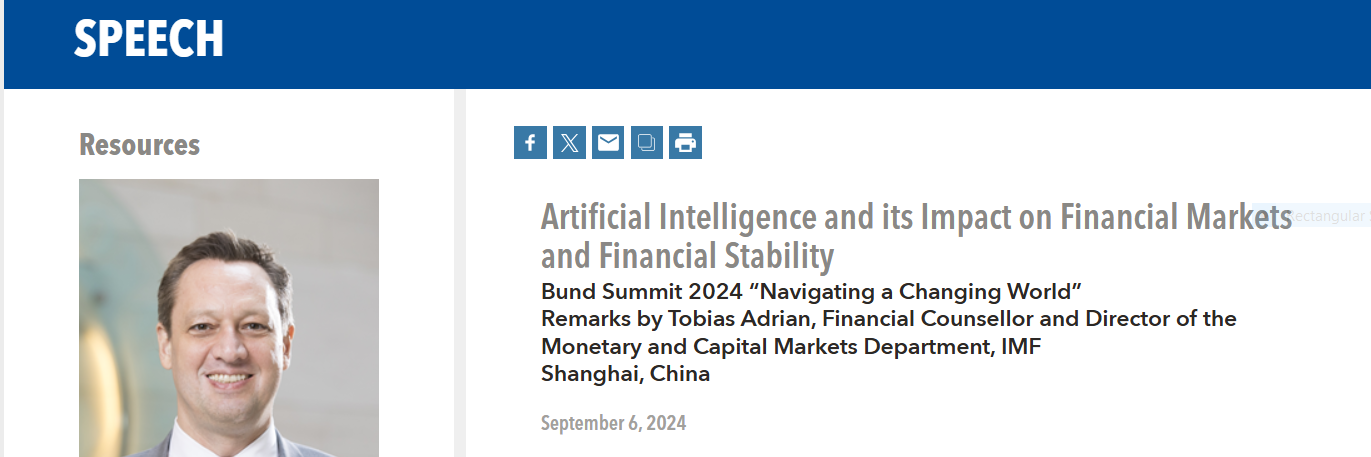 SPEECH
Resources
Artificial Intelligence and its Impact on Financial Markets
and Financial Stability
Bund Summit 2024 “Navigating a Changing World”
Remarks by Tobias Adrian, Financial Counsellor and Director of the
Monetary and Capital Markets Department, IMF
Shanghai, China
September 6, 2024
Rectangular